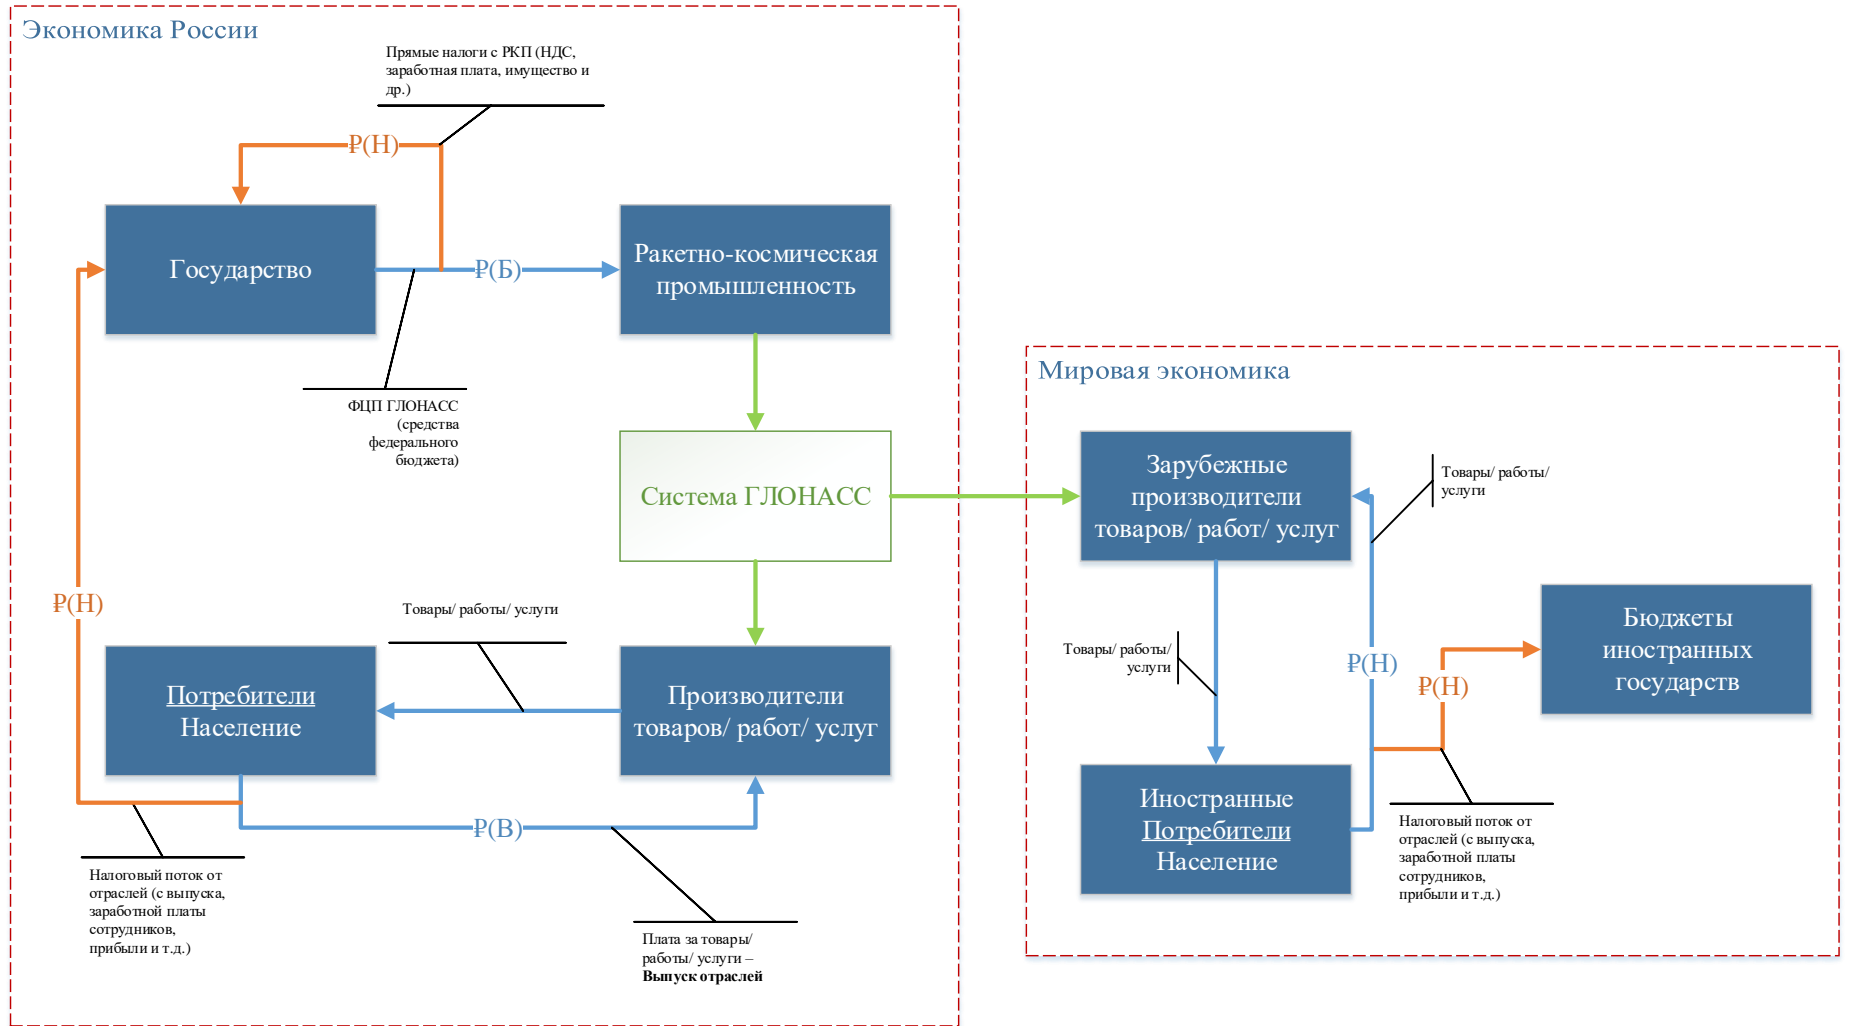 Экономика России
Прямые налоги с РКП (НДС,
заработная плата, имущество и
др.)
₽(Н)
Государство
₽(Б)
Ракетно-космическая
промышленность
ФЦП ГЛОНАСС
(средства
федерального
бюджета)
Система ГЛОНАСС
₽(Н)
Товары/ работы/ услуги
Потребители
Население
Производители
товаров/ работ/ услуг
₽(В)
Налоговый поток от
отраслей (с выпуска,
заработной платы
сотрудников,
прибыли и т.д.)
Плата за товары/
работы/ услуги –
Выпуск отраслей
Мировая экономика
Зарубежные
производители
товаров/ работ/ услуг
Товары/ работы/
услуги
Товары/ работы/
услуги
₽(Н)
₽(Н)
Бюджеты
иностранных
государств
Иностранные
Потребители
Население
Налоговый поток от
отраслей (с выпуска,
заработной платы
сотрудников,
прибыли и т.д.)